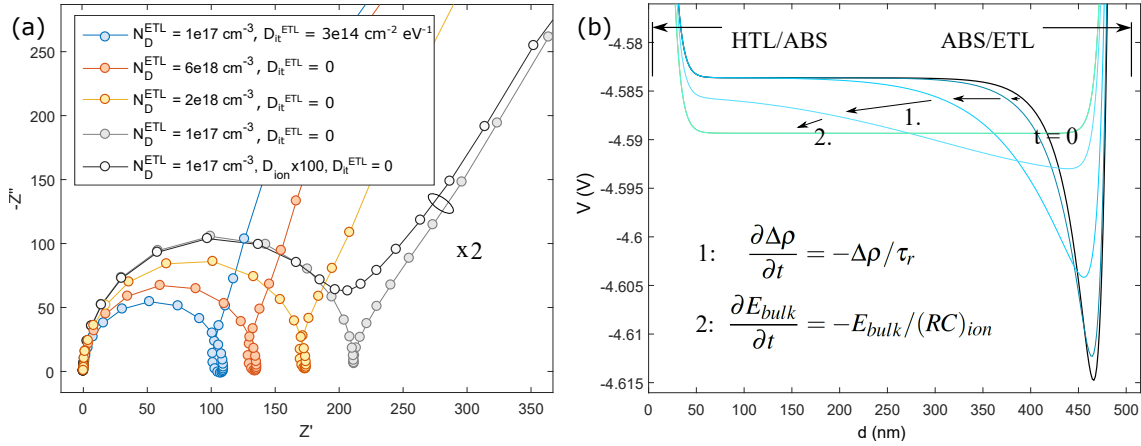 (a)
N_D^ETL = 1e17 cm⁻³, D_it^ETL = 3e14 cm⁻² eV⁻¹
N_D^ETL = 6e18 cm⁻³, D_it^ETL = 0
N_D^ETL = 2e18 cm⁻³, D_it^ETL = 0
N_D^ETL = 1e17 cm⁻³, D_it^ETL = 0
N_D^ETL = 1e17 cm⁻³, D_ion x100, D_it^ETL = 0
x2
-Z''
-250
-200
-150
100
50
0
0 50 100 150 200 250 300 350
Z'
(b)
HTL/ABS
ABS/ETL
1.
2.
t = 0
1: ∂Δρ/∂t = −Δρ/τ_r
2: ∂E_bulk/∂t = −E_bulk/(RC)_ion
V (V)
-4.58
-4.585
-4.59
-4.595
-4.6
-4.605
-4.61
-4.615
0 50 100 150 200 250 300 350 400 450 500
d (nm)